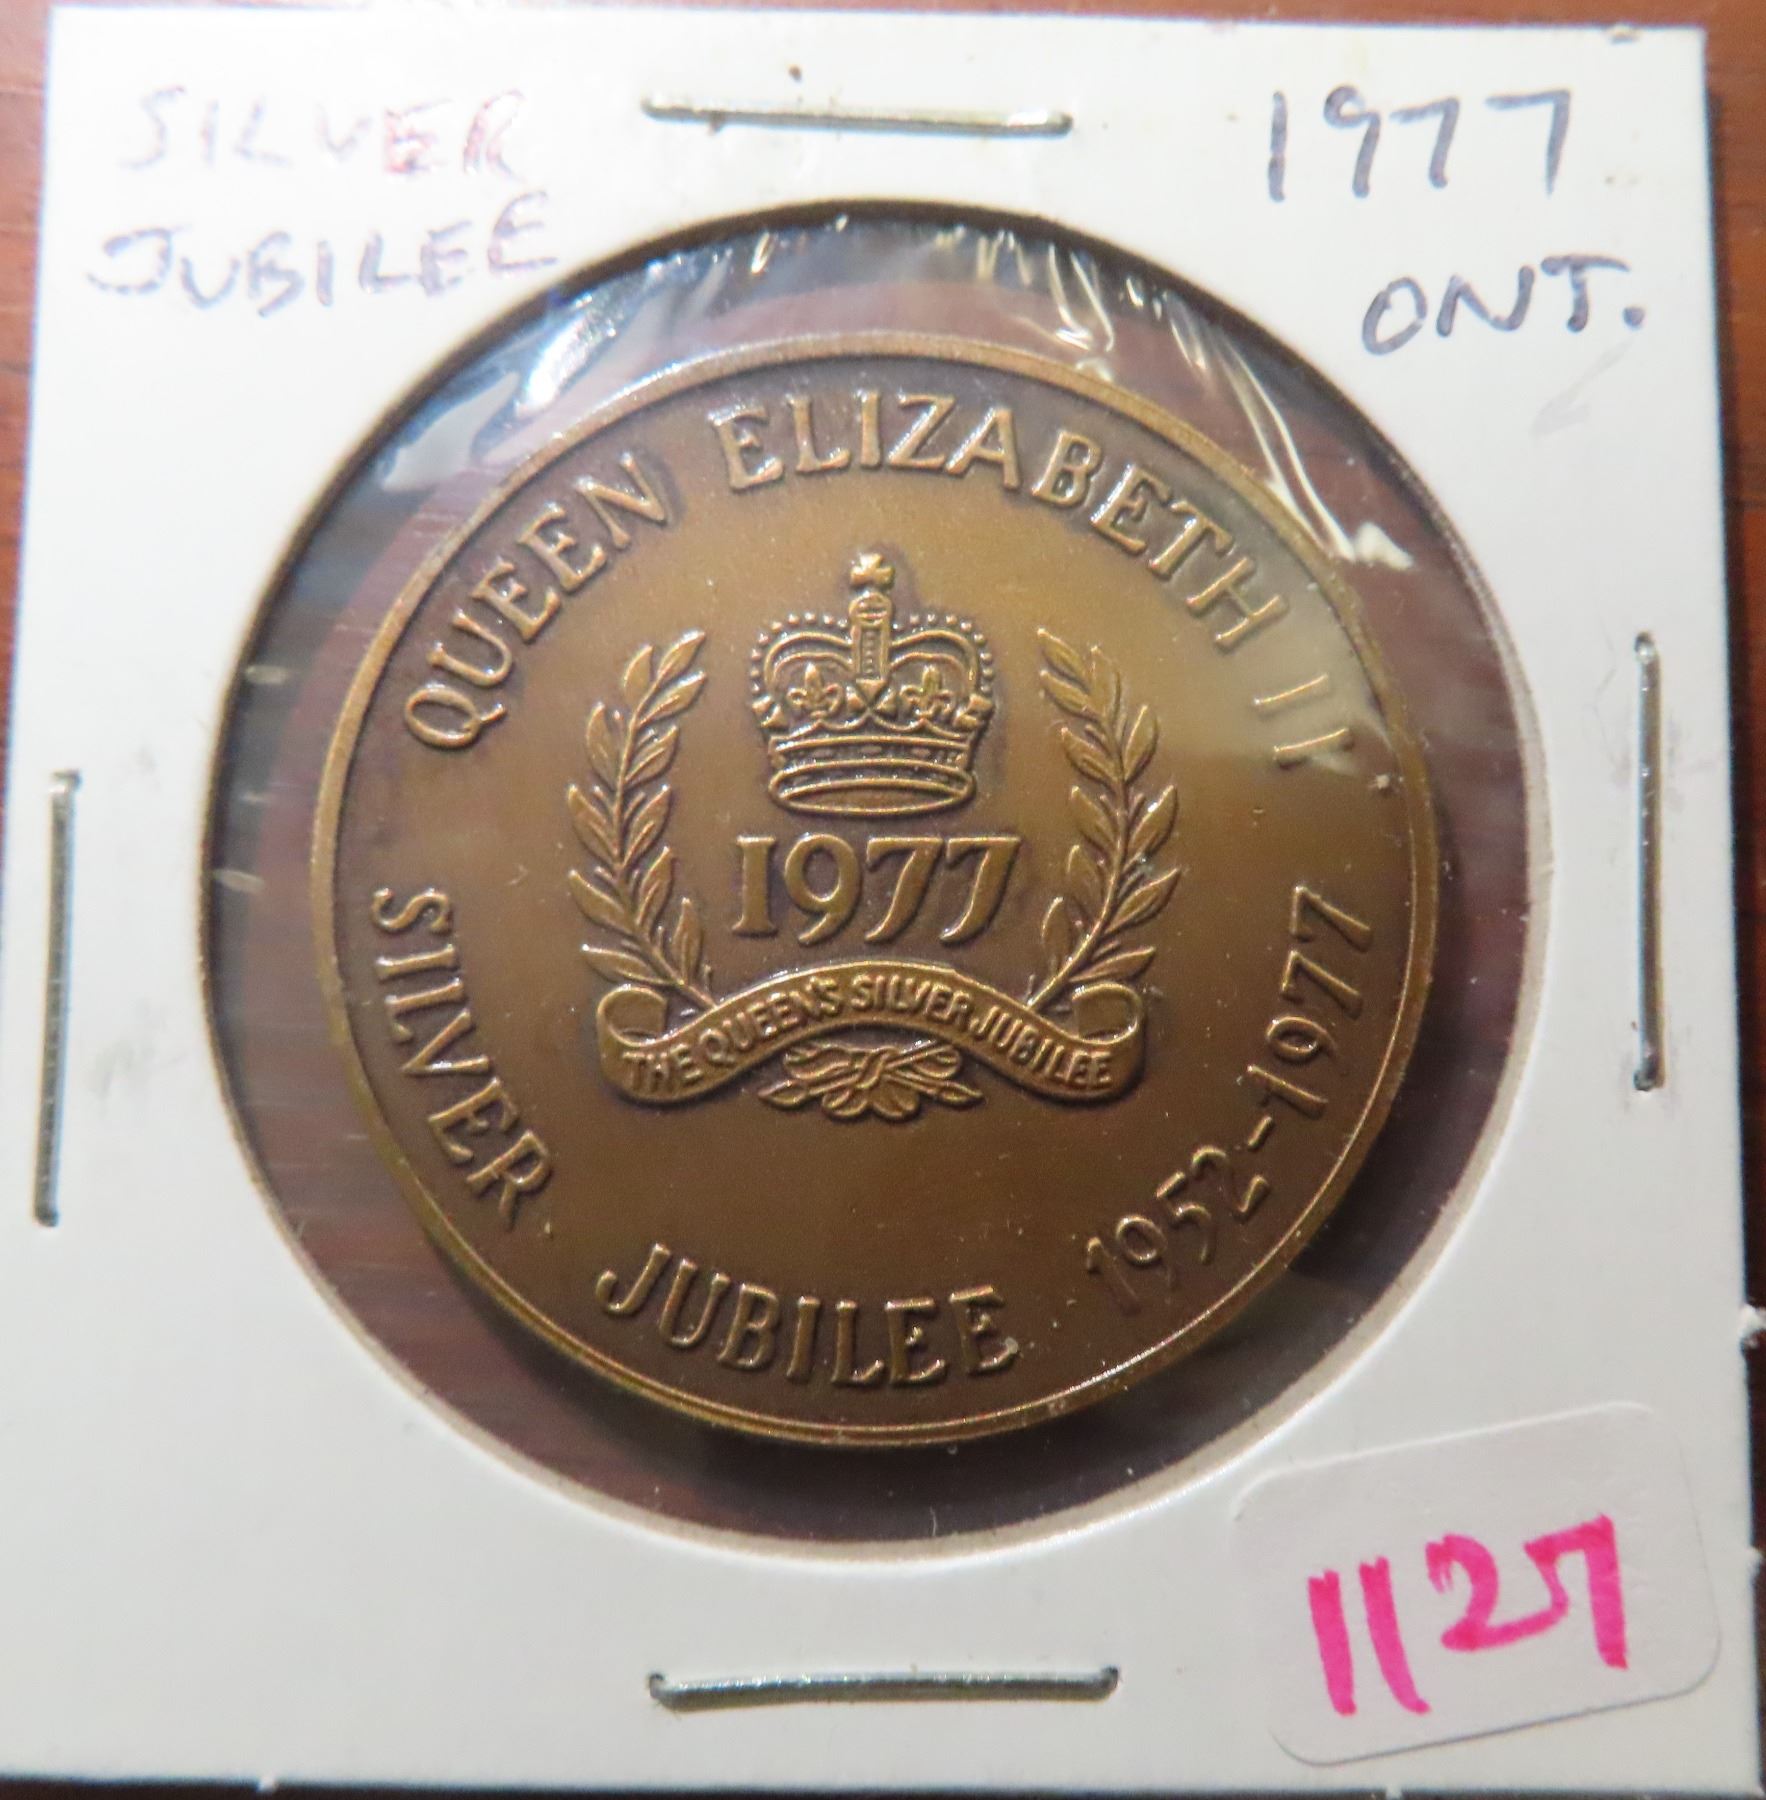 SILVER
JUBILEE
1977
ONT.
QUEEN ELIZABETH II
1977
THE QUEEN'S SILVER JUBILEE
SILVER JUBILEE 1952-1977
1127